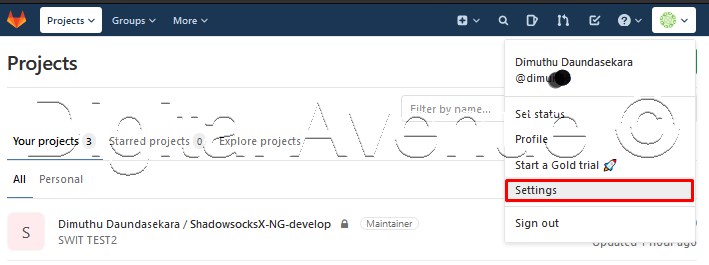 Projects Groups More
Projects
Dimuthu Daundasekara
@dimu
Filter by name...
Set status
Your projects 3 Starred projects 0 Explore projects
Profile
Start a Gold trial 🚀
All Personal
Settings
S
Dimuthu Daundasekara / ShadowsocksX-NG-develop Maintainer
SWIT TEST2
Sign out
Updated 1 hour ago
Digital Avenue ©